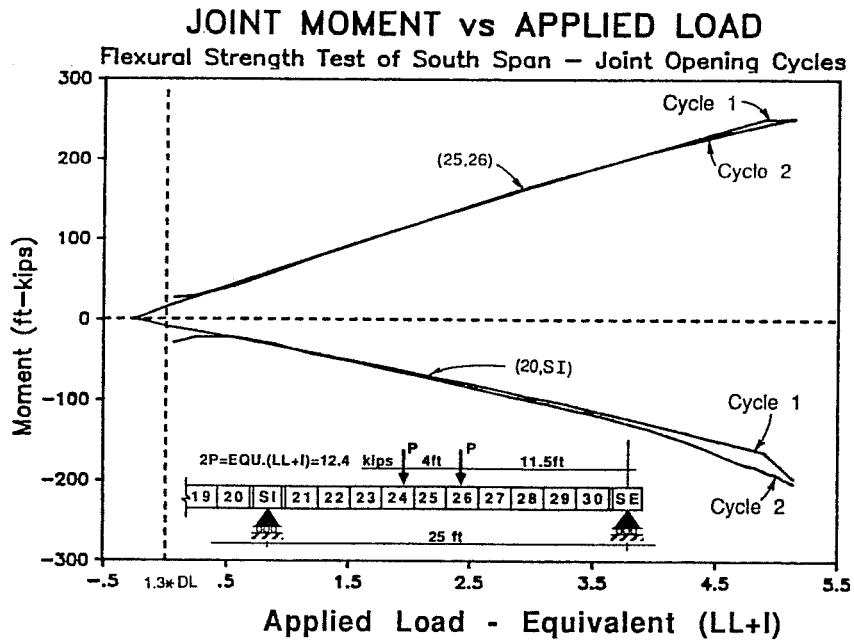 JOINT MOMENT vs APPLIED LOAD
Flexural Strength Test of South Span – Joint Opening Cycles
300
200
100
0
-100
-200
-300
Moment (ft-kips)
Cycle 1
(25,26)
Cyclo 2
(20,SI)
Cycle 1
Cycle 2
P P
2P=EQU.(LL+I)=12.4 kips 4ft 11.5ft
19 20 SI 21 22 23 24 25 26 27 28 29 30 SE
25 ft
-.5 1.3* DL .5 1.5 2.5 3.5 4.5 5.5
Applied Load - Equivalent (LL+I)